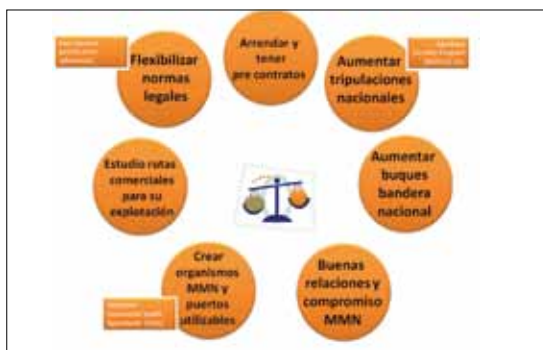 Arrendar y
tener
pre contratos
Aumentar
tripulaciones
nacionales
Aumentar
buques
bandera
nacional
Buenas
relaciones y
compromiso
MMN
Crear
organismos
MMN y
puertos
utilizables
Estudio rutas
comerciales
para su
explotación
Flexibilizar
normas
legales